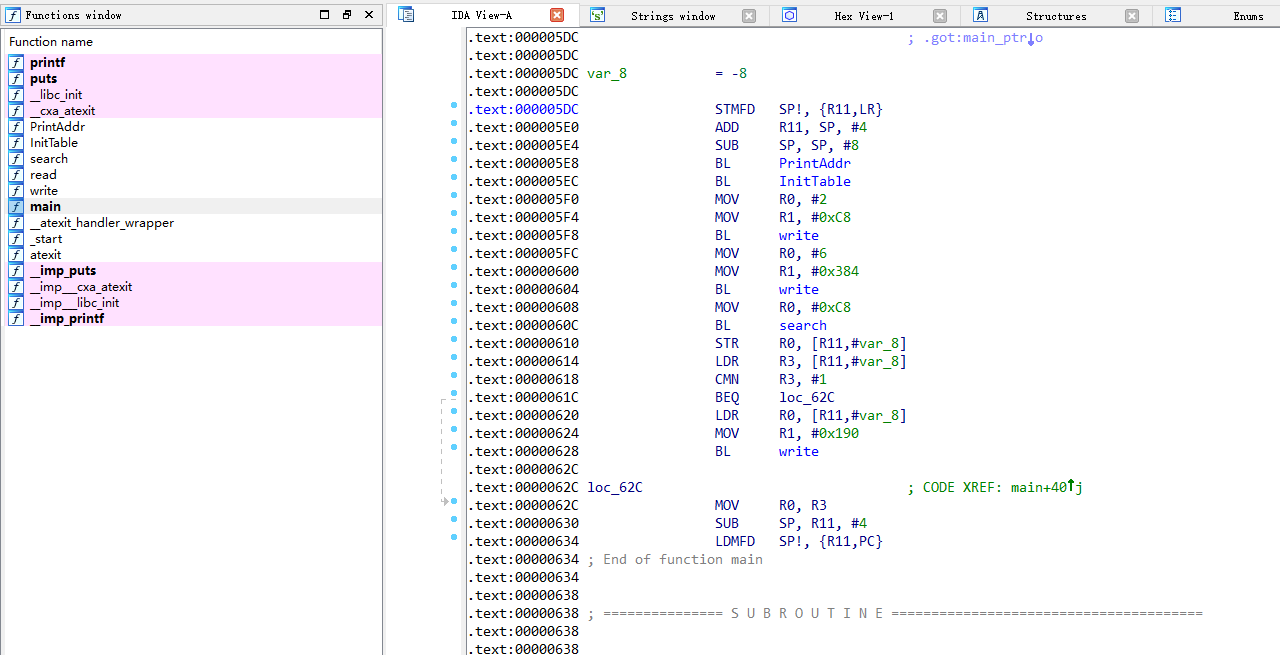 Functions window
IDA View-A
Strings window
Hex View-1
Structures
Enums
Function name
printf
puts
__libc_init
__cxa_atexit
PrintAddr
InitTable
search
read
write
main
__atexit_handler_wrapper
_start
atexit
__imp_puts
__imp___cxa_atexit
__imp___libc_init
__imp_printf
.text:000005DC ; .got:main_ptr↓o
.text:000005DC
.text:000005DC var_8 = -8
.text:000005DC
.text:000005DC STMFD SP!, {R11,LR}
.text:000005E0 ADD R11, SP, #4
.text:000005E4 SUB SP, SP, #8
.text:000005E8 BL PrintAddr
.text:000005EC BL InitTable
.text:000005F0 MOV R0, #2
.text:000005F4 MOV R1, #0xC8
.text:000005F8 BL write
.text:000005FC MOV R0, #6
.text:00000600 MOV R1, #0x384
.text:00000604 BL write
.text:00000608 MOV R0, #0xC8
.text:0000060C BL search
.text:00000610 STR R0, [R11,#var_8]
.text:00000614 LDR R3, [R11,#var_8]
.text:00000618 CMN R3, #1
.text:0000061C BEQ loc_62C
.text:00000620 LDR R0, [R11,#var_8]
.text:00000624 MOV R1, #0x190
.text:00000628 BL write
.text:0000062C
.text:0000062C loc_62C ; CODE XREF: main+40↑j
.text:0000062C MOV R0, R3
.text:00000630 SUB SP, R11, #4
.text:00000634 LDMFD SP!, {R11,PC}
.text:00000634 ; End of function main
.text:00000634
.text:00000638
.text:00000638 ; =============== S U B R O U T I N E =======================================
.text:00000638
.text:00000638